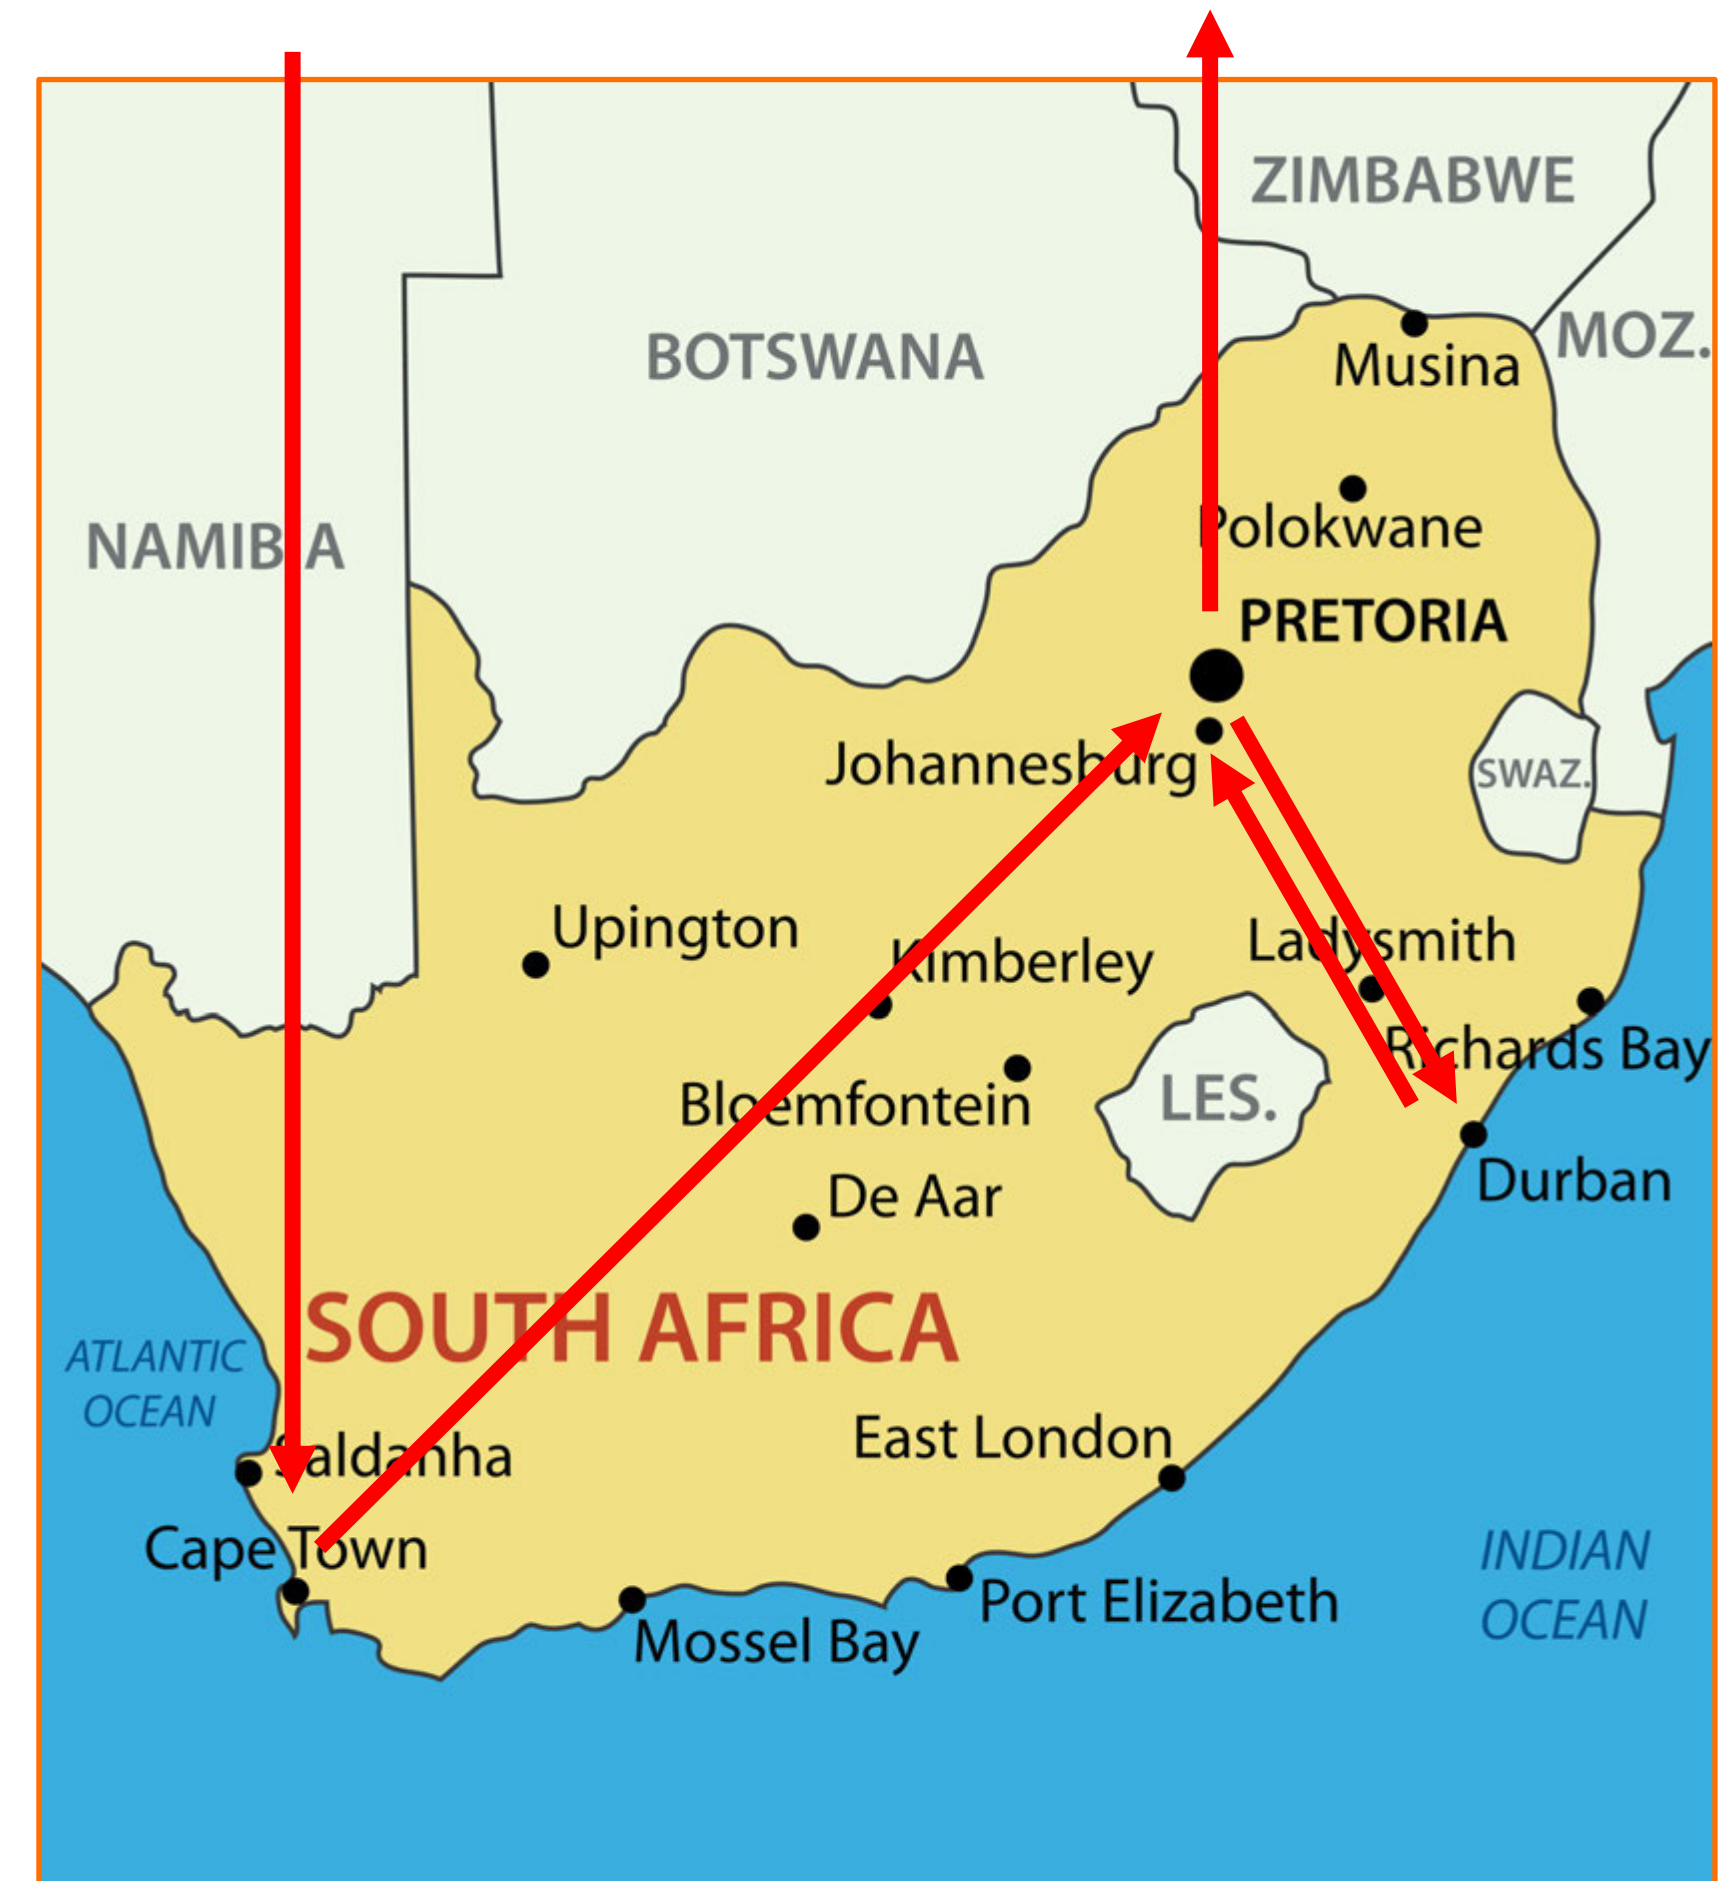 ZIMBABWE
MOZ.
BOTSWANA
Musina
NAMIBIA
Polokwane
PRETORIA
Johannesburg
SWAZ.
Upington
Kimberley
Ladysmith
Richards Bay
Bloemfontein
LES.
Durban
De Aar
SOUTH AFRICA
ATLANTIC
OCEAN
Saldanha
East London
Cape Town
Port Elizabeth
Mossel Bay
INDIAN
OCEAN